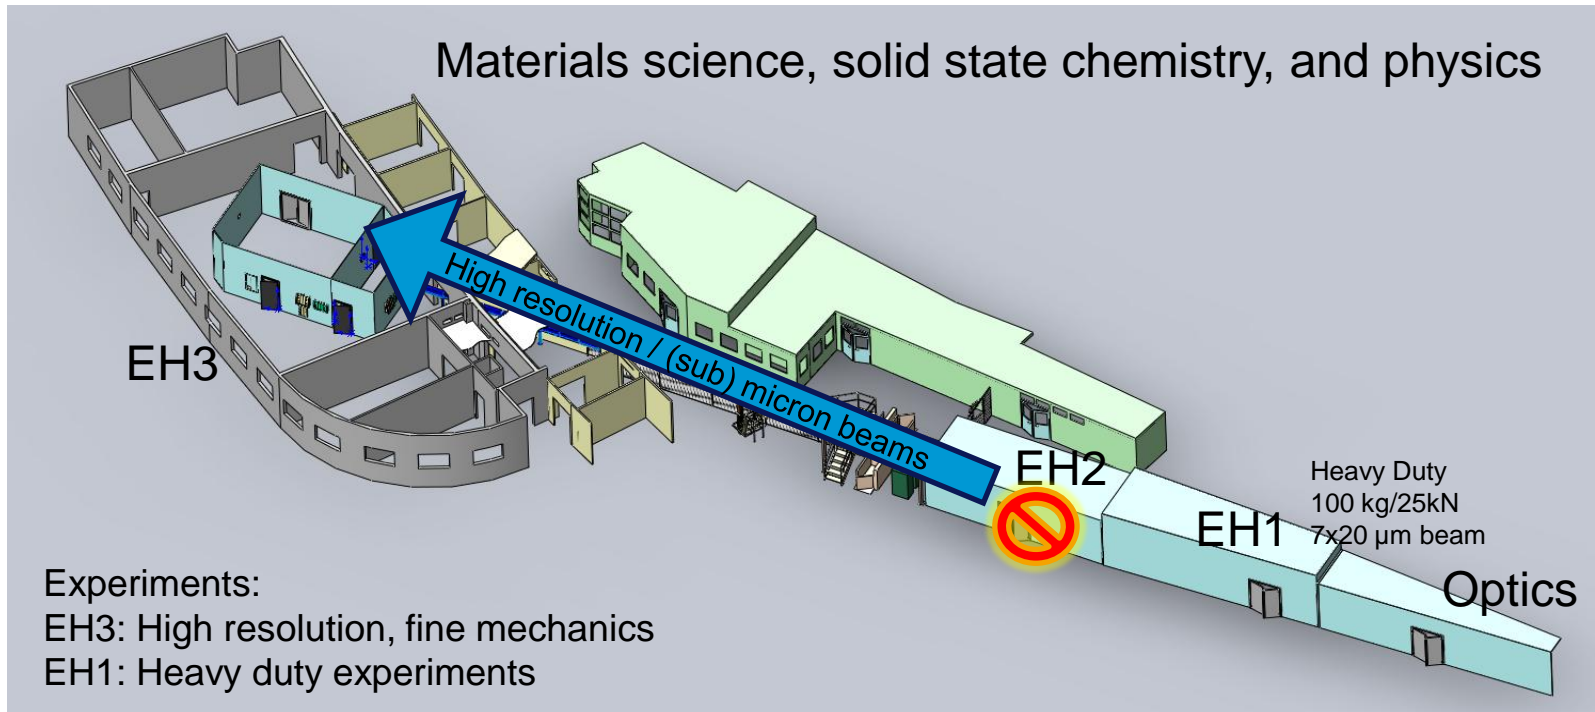 Materials science, solid state chemistry, and physics
High resolution / (sub) micron beams
EH3
EH2
EH1
Heavy Duty
100 kg/25kN
7x20 µm beam
Optics
Experiments:
EH3: High resolution, fine mechanics
EH1: Heavy duty experiments